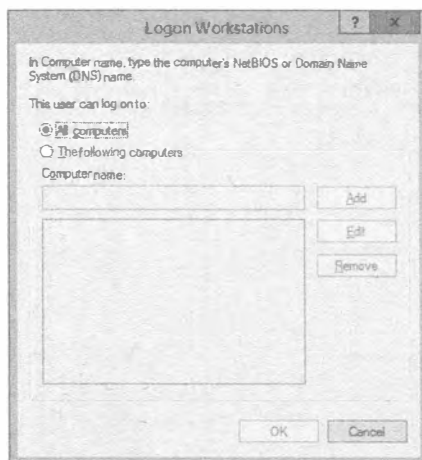 Logon Workstations
? x
In Computer name, type the computer's NetBIOS or Domain Name
System (DNS) name.
This user can log on to:
All computers
The following computers
Computer name:
Add
Edit
Remove
OK
Cancel